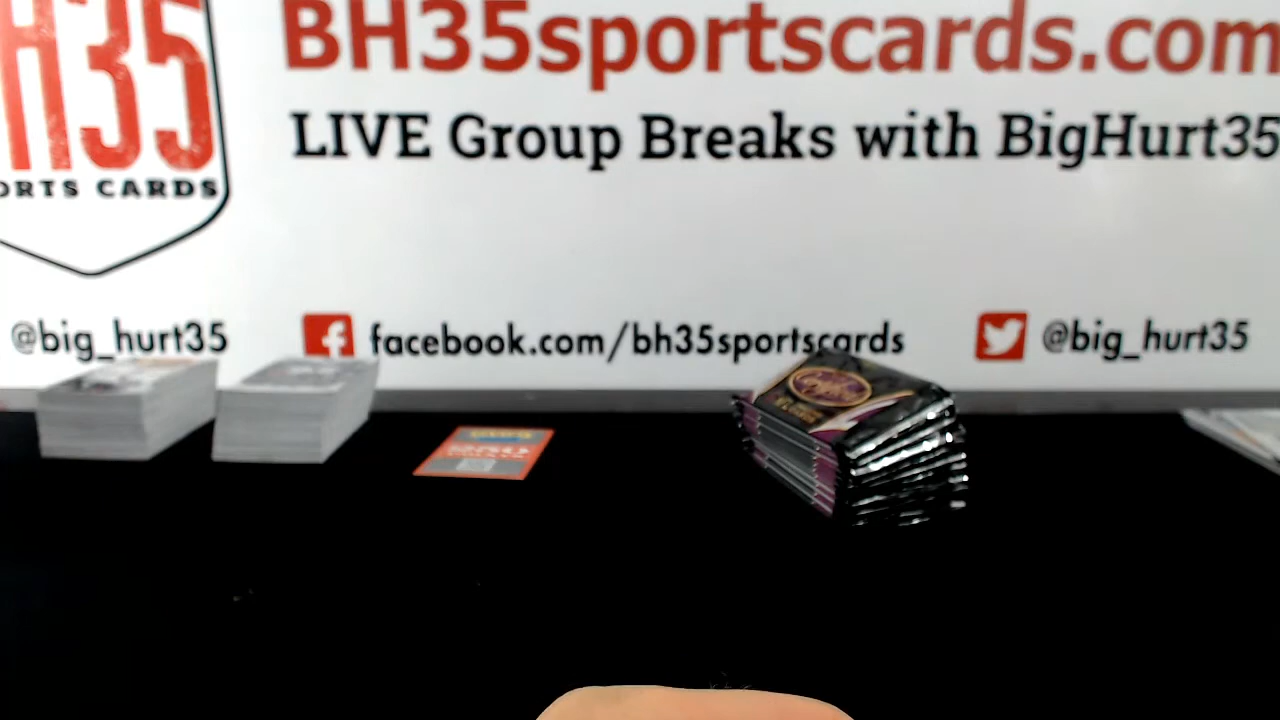 H35
ORTS CARDS
BH35sportscards.com
LIVE Group Breaks with BigHurt35
@big_hurt35
facebook.com/bh35sportscards
@big_hurt35